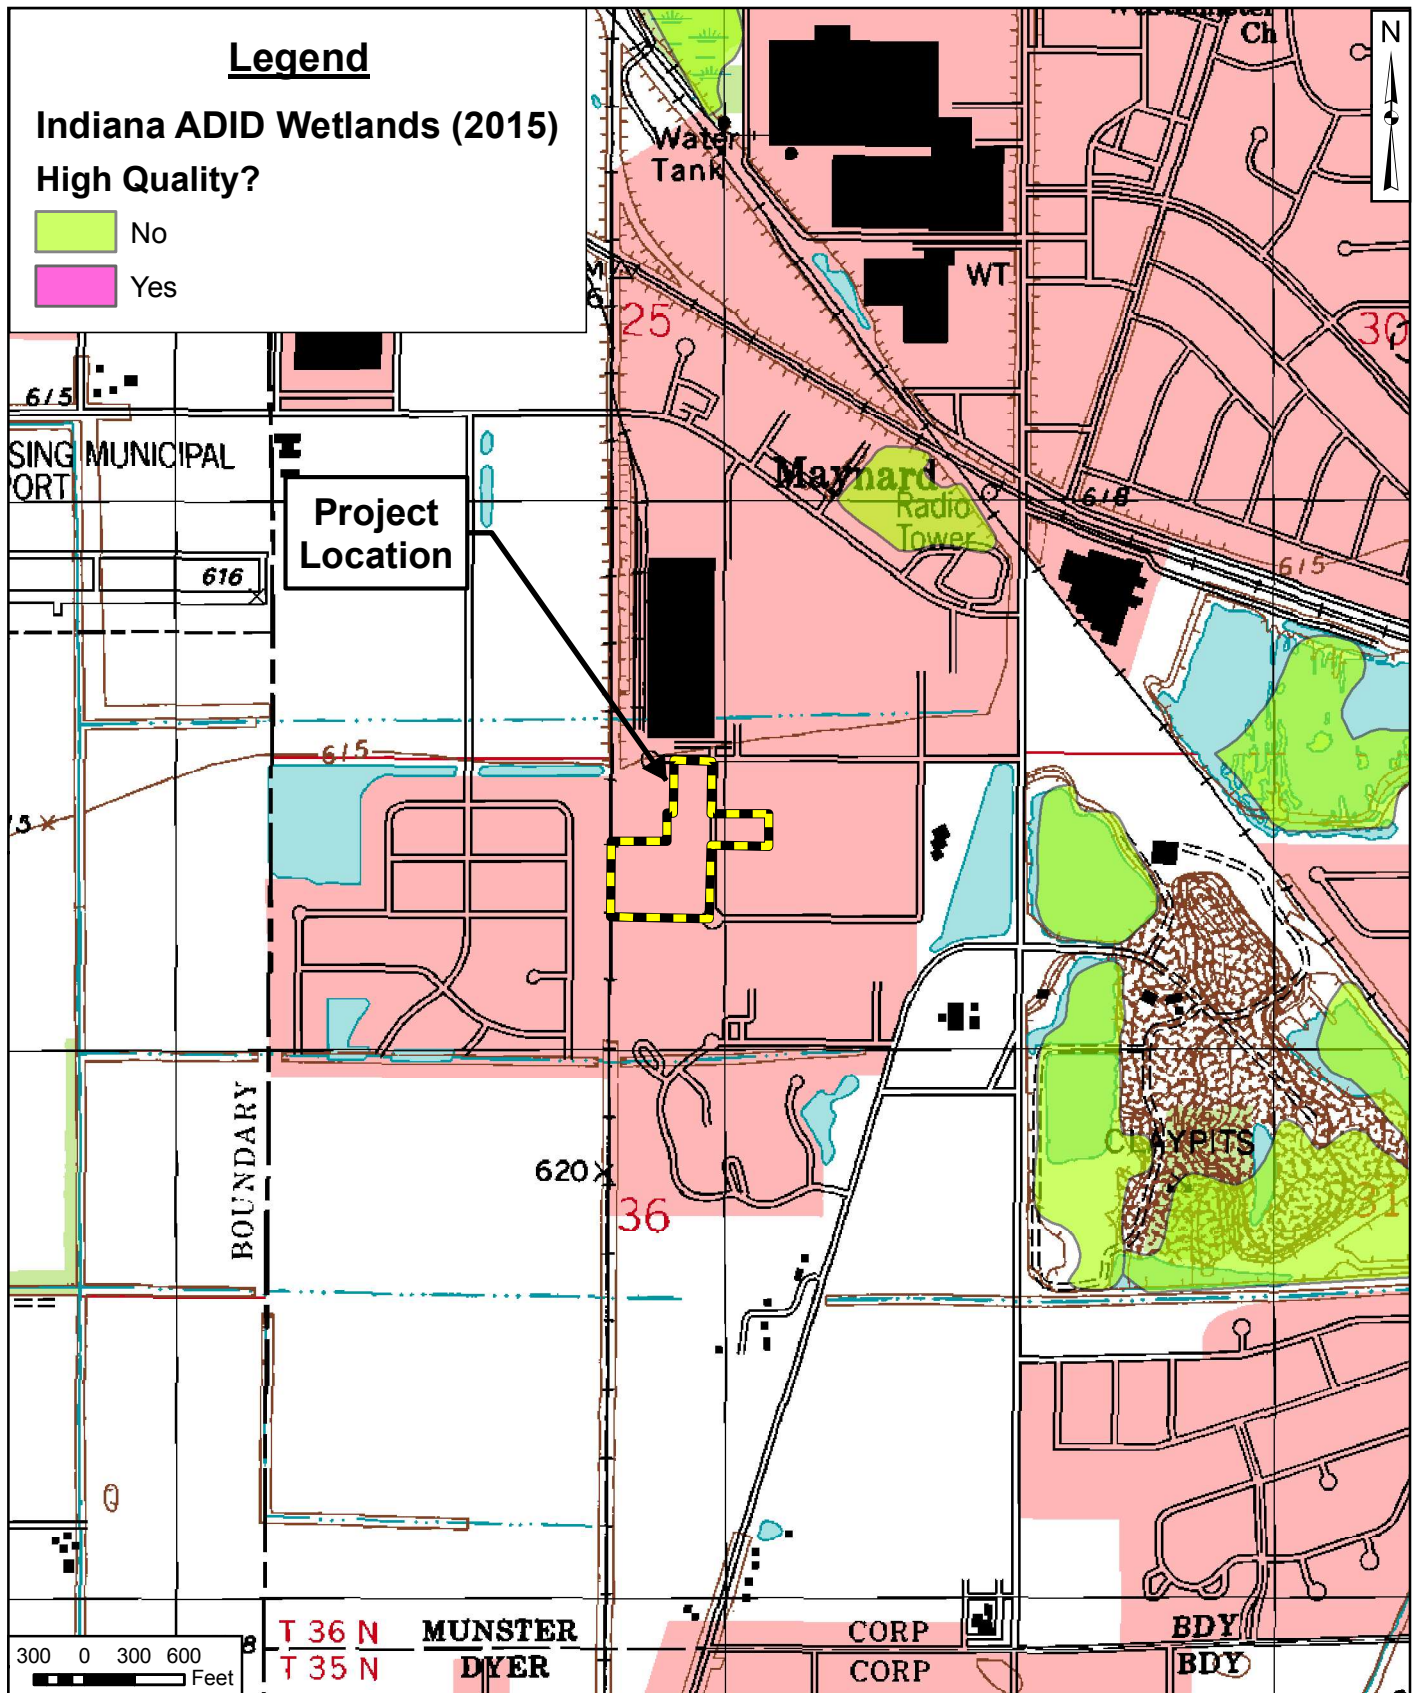 Legend
Indiana ADID Wetlands (2015)
High Quality?
No
Yes
Ch
N
Water
Tank
WT
25
30
615
SING MUNICIPAL
PORT
Project
Location
616
Maynard
Radio
Tower
618
615
615
CLAYPITS
BOUNDARY
620
36
31
T 36 N
T 35 N
MUNSTER
DYER
CORP
CORP
BDY
BDY
300 0 300 600
Feet